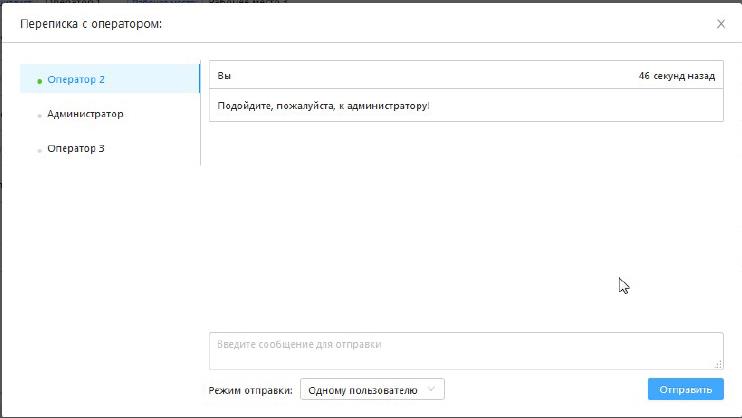 Переписка с оператором:
Оператор 2
Администратор
Оператор 3
Вы 46 секунд назад
Подойдите, пожалуйста, к администратору!
Введите сообщение для отправки
Режим отправки: Одному пользователю
Отправить